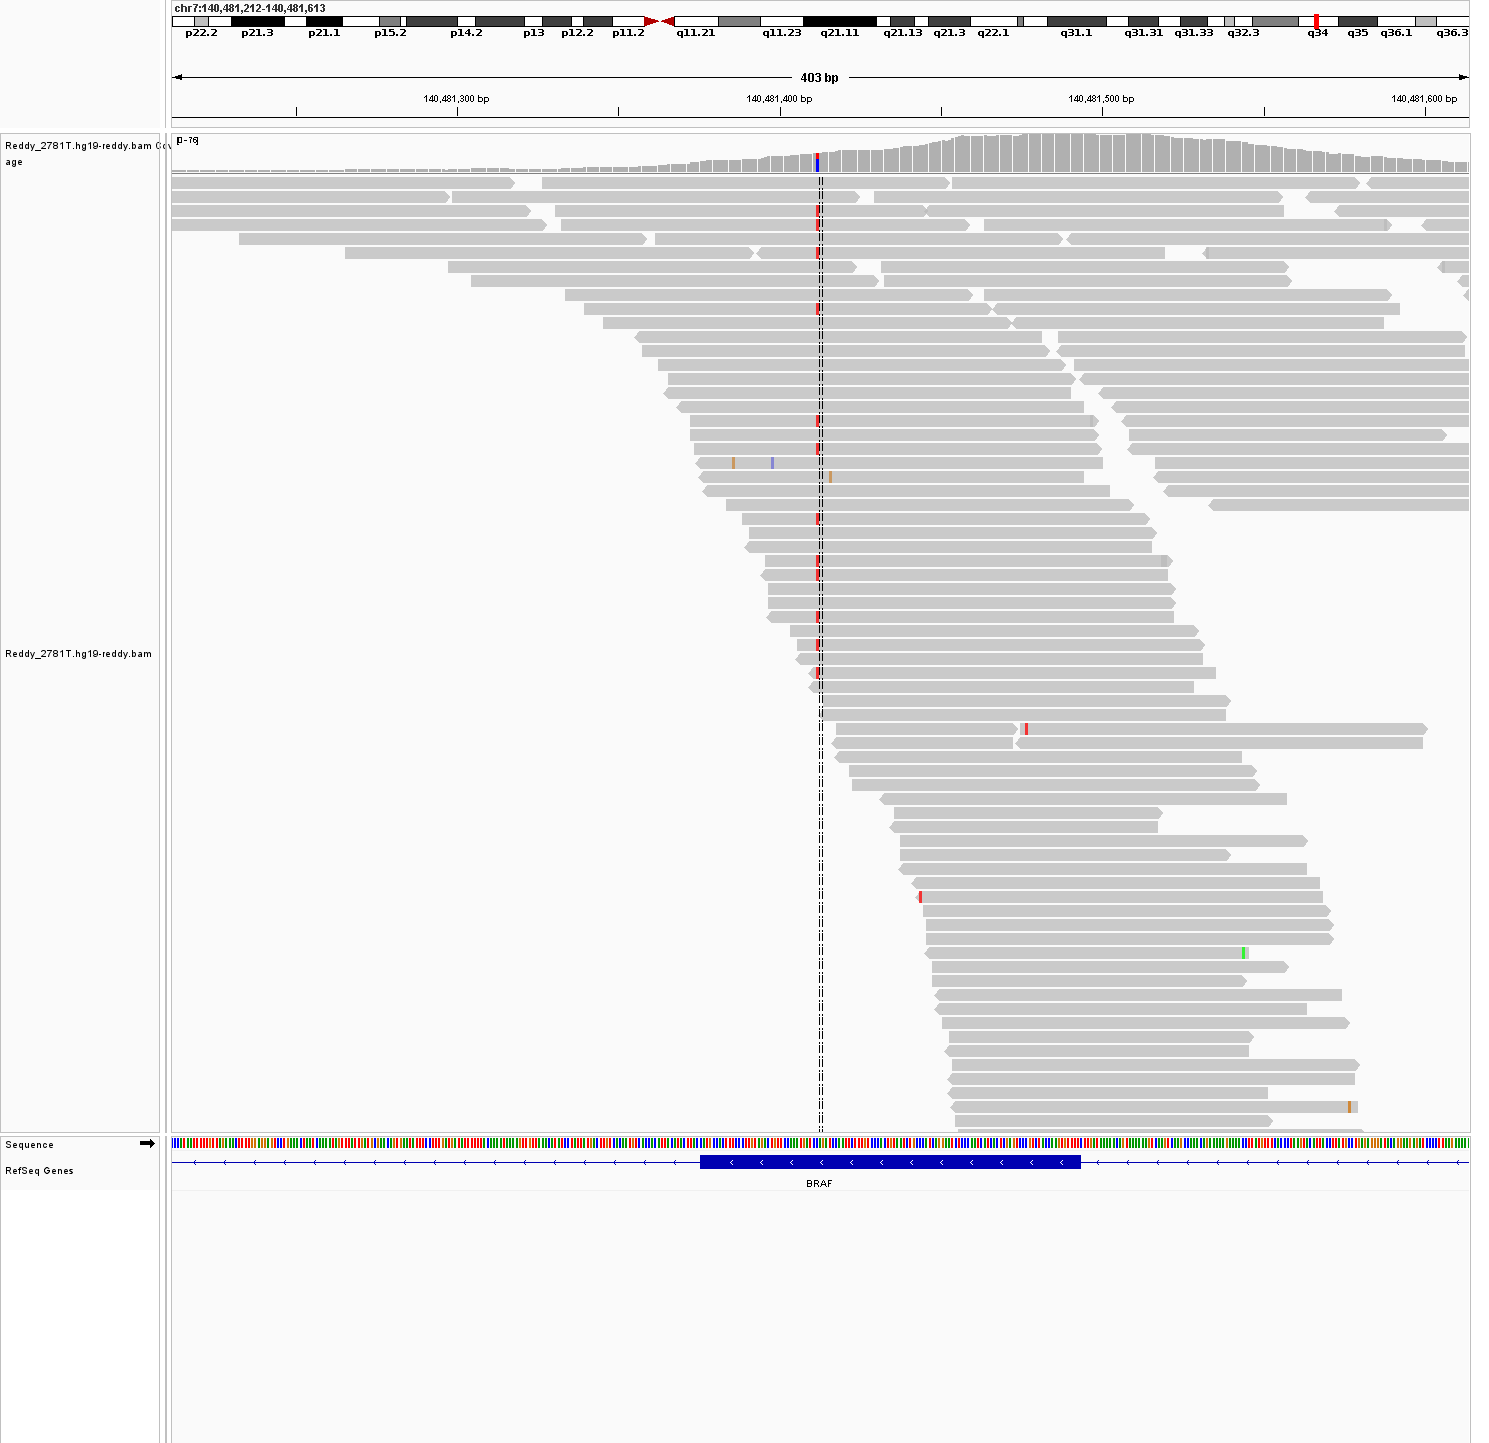 chr7:140,481,212-140,481,613
p22.2 p21.3 p21.1 p15.2 p14.2 p13 p12.2 p11.2 q11.21 q11.23 q21.11 q21.13 q21.3 q22.1 q31.1 q31.31 q31.33 q32.3 q34 q35 q36.1 q36.3
403 bp
140,481,300 bp 140,481,400 bp 140,481,500 bp 140,481,600 bp
[0-76]
Reddy_2781T.hg19-reddy.bam Cov
age
Reddy_2781T.hg19-reddy.bam
Sequence
RefSeq Genes
BRAF